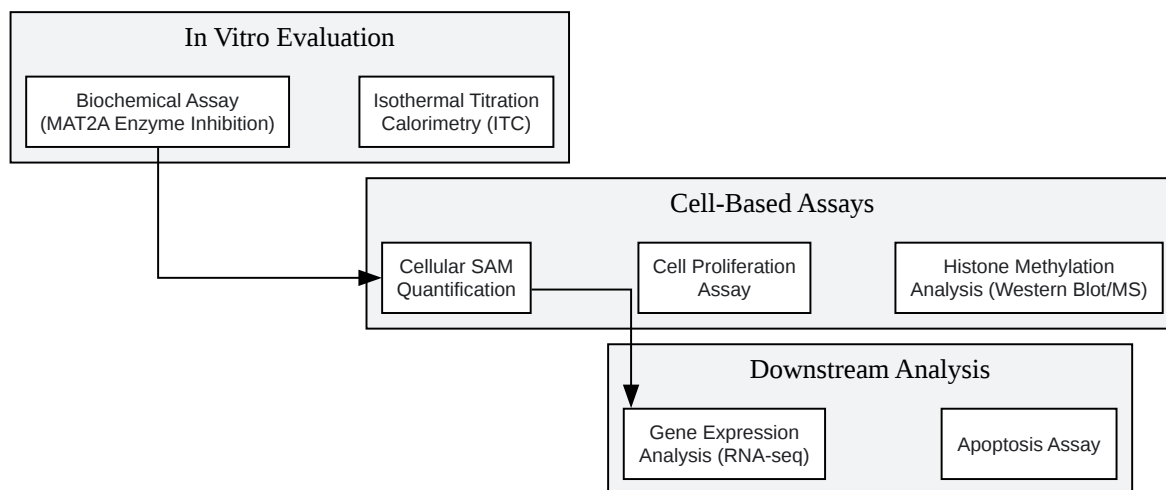 In Vitro Evaluation
Biochemical Assay
(MAT2A Enzyme Inhibition)
Isothermal Titration
Calorimetry (ITC)
Cell-Based Assays
Cellular SAM
Quantification
Cell Proliferation
Assay
Histone Methylation
Analysis (Western Blot/MS)
Downstream Analysis
Gene Expression
Analysis (RNA-seq)
Apoptosis Assay